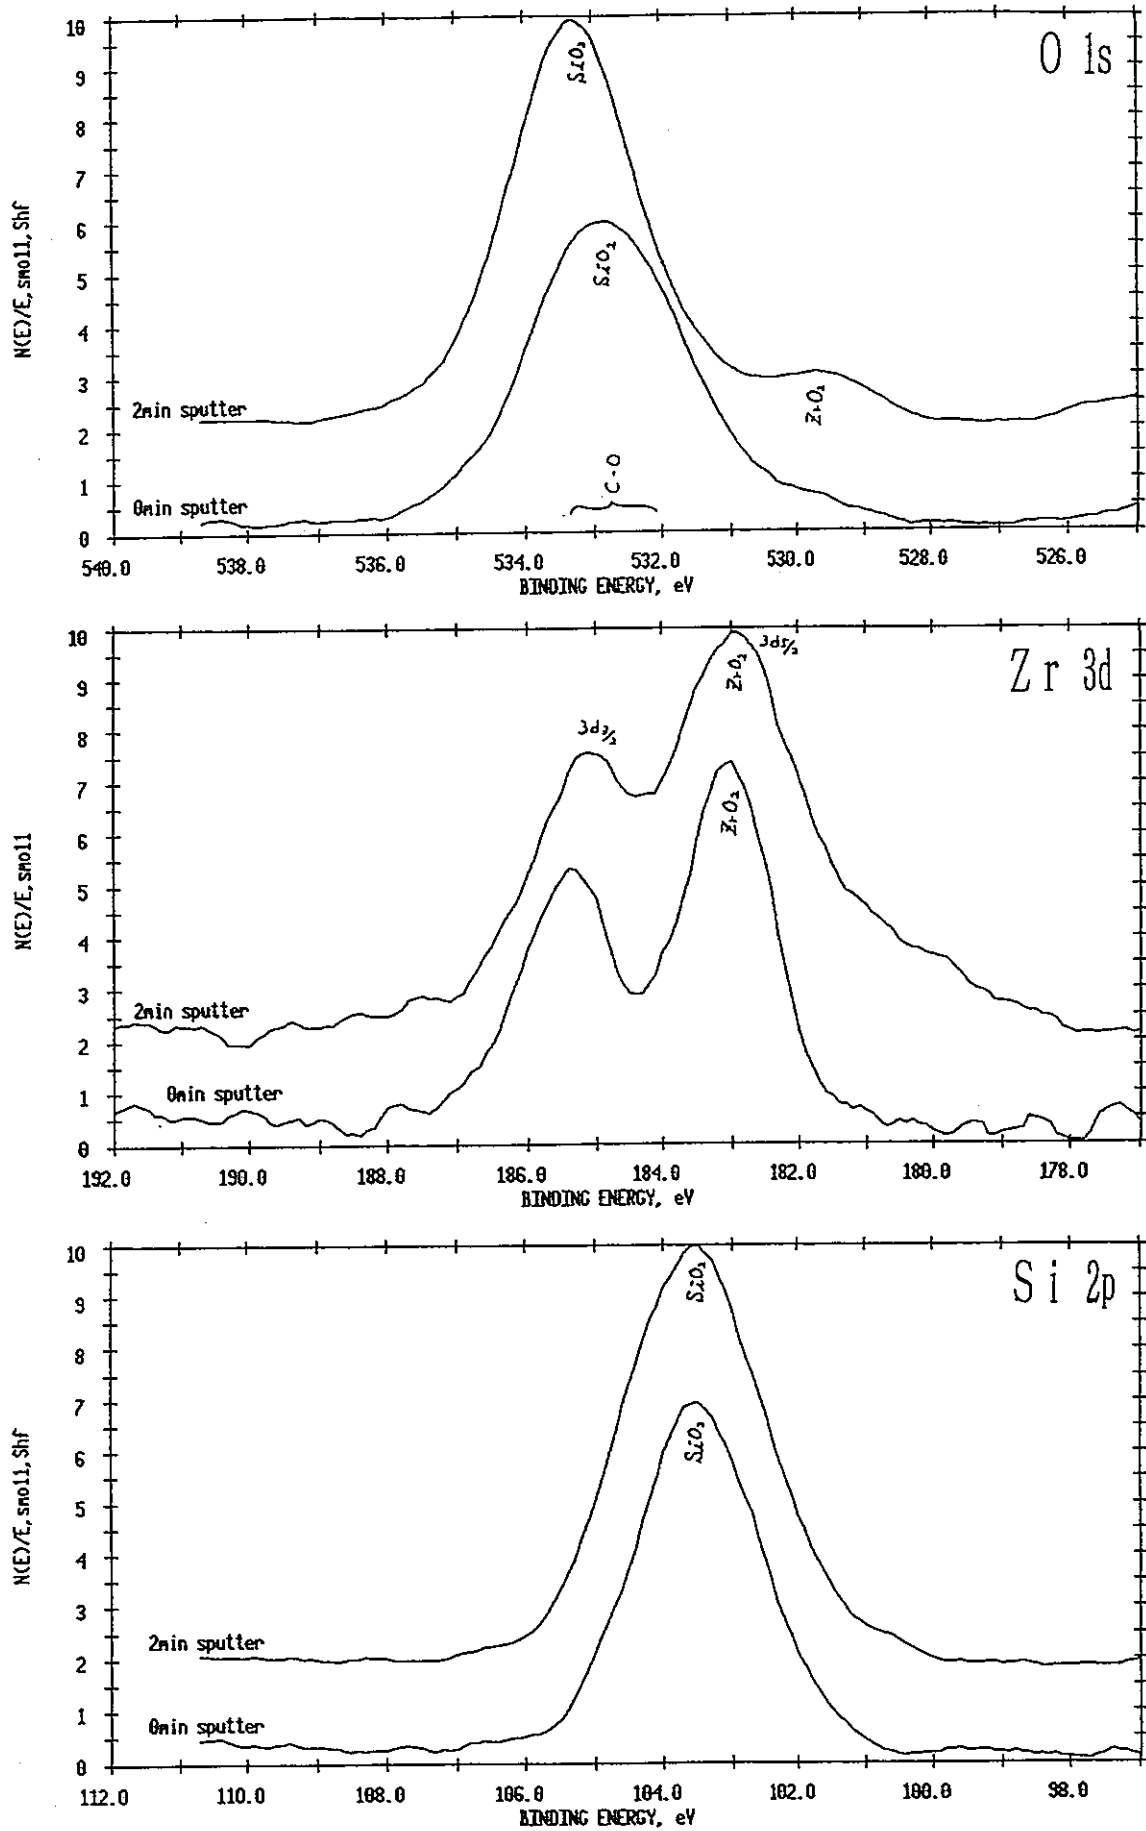 O 1s
N(E)/E, smo11, Shf
10
9
8
7
6
5
4
3
2
1
0
SiO2
SiO2
ZrO2
C-O
2min sputter
0min sputter
540.0 538.0 536.0 534.0 532.0 530.0 528.0 526.0
BINDING ENERGY, eV
Zr 3d
N(E)/E, smo11
10
9
8
7
6
5
4
3
2
1
0
3d3/2
ZrO2
3d5/2
ZrO2
2min sputter
0min sputter
192.0 190.0 188.0 186.0 184.0 182.0 180.0 178.0
BINDING ENERGY, eV
Si 2p
N(E)/E, smo11, Shf
10
9
8
7
6
5
4
3
2
1
0
SiO2
SiO2
2min sputter
0min sputter
112.0 110.0 108.0 106.0 104.0 102.0 100.0 98.0
BINDING ENERGY, eV